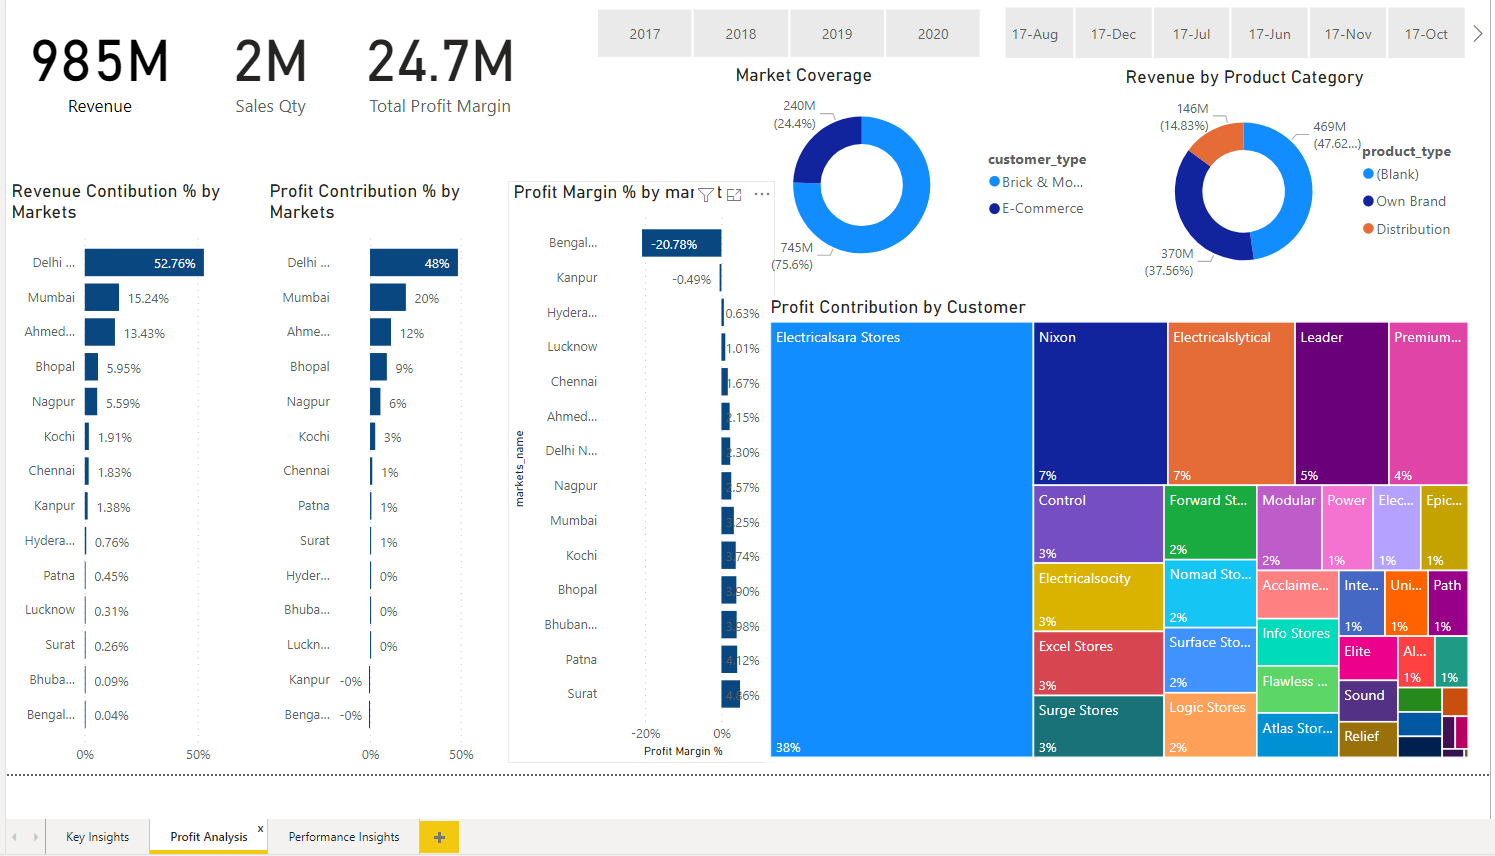 985M
Revenue
2M
Sales Qty
24.7M
Total Profit Margin
2017
2018
2019
2020
17-Aug
17-Dec
17-Jul
17-Jun
17-Nov
17-Oct
Market Coverage
240M
(24.4%)
745M
(75.6%)
customer_type
Brick & Mo...
E-Commerce
Revenue by Product Category
146M
(14.83%)
469M
(47.62...)
370M
(37.56%)
product_type
(Blank)
Own Brand
Distribution
Revenue Contibution % by
Markets
Delhi ... 52.76%
Mumbai 15.24%
Ahmed... 13.43%
Bhopal 5.95%
Nagpur 5.59%
Kochi 1.91%
Chennai 1.83%
Kanpur 1.38%
Hydera... 0.76%
Patna 0.45%
Lucknow 0.31%
Surat 0.26%
Bhuba... 0.09%
Bengal... 0.04%
0% 50%
Profit Contribution % by
Markets
Delhi ... 48%
Mumbai 20%
Ahme... 12%
Bhopal 9%
Nagpur 6%
Kochi 3%
Chennai 1%
Patna 1%
Surat 1%
Hyder... 0%
Bhuba... 0%
Luckn... 0%
Kanpur -0%
Benga... -0%
0% 50%
Profit Margin % by mar t
markets_name
Bengal... -20.78%
Kanpur -0.49%
Hydera... 0.63%
Lucknow 1.01%
Chennai 1.67%
Ahmed... 2.15%
Delhi N... 2.30%
Nagpur 2.57%
Mumbai 3.25%
Kochi 3.74%
Bhopal 3.90%
Bhuban... 3.98%
Patna 4.12%
Surat
-20% 0%
Profit Margin %
Profit Contribution by Customer
Electricalsara Stores
38%
Nixon
7%
Electricalslytical
7%
Leader
5%
Premium...
4%
Control
3%
Electricalsocity
3%
Excel Stores
3%
Surge Stores
3%
Forward St...
2%
Nomad Sto...
2%
Surface Sto...
2%
Logic Stores
2%
Modular
2%
Power
1%
Elec...
1%
Epic...
1%
Acclaime...
Info Stores
Flawless ...
Atlas Stor...
Inte...
1%
Uni...
1%
Path
1%
Elite
Sound
Relief
Al...
1%
1%
Key Insights
Profit Analysis
x
Performance Insights
+